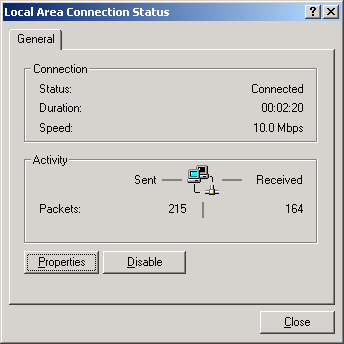 Local Area Connection Status
General
Connection
Status: Connected
Duration: 00:02:20
Speed: 10.0 Mbps
Activity
Sent Received
Packets: 215 164
Properties Disable
Close